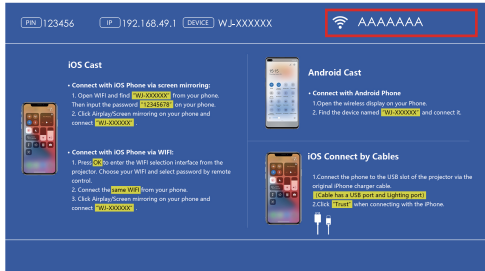 PIN 123456 IP 192.168.49.1 DEVICE WJ-XXXXXX AAAAAAA
iOS Cast
• Connect with iOS Phone via screen mirroring:
1. Open WIFI and find "WJ-XXXXXX" from your phone.
Then input the password "12345678" on your phone.
2. Click Airplay/Screen mirroring on your phone and
connect "WJ-XXXXXX" .
• Connect with iOS Phone via WIFI:
1. Press OK to enter the WIFI selection interface from the
projector. Choose your WIFI and select password by remote
control.
2. Connect the same WIFI from your phone.
3. Click Airplay/Screen mirroring on your phone and
connect "WJ-XXXXXX" .
Android Cast
• Connect with Android Phone
1.Open the wireless display on your Phone.
2. Find the device named "WJ-XXXXXX" and connect it.
iOS Connect by Cables
1.Connect the phone to the USB slot of the projector via the
original iPhone charger cable.
(Cable has a USB port and Lighting port)
2.Click "Trust" when connecting with the iPhone.